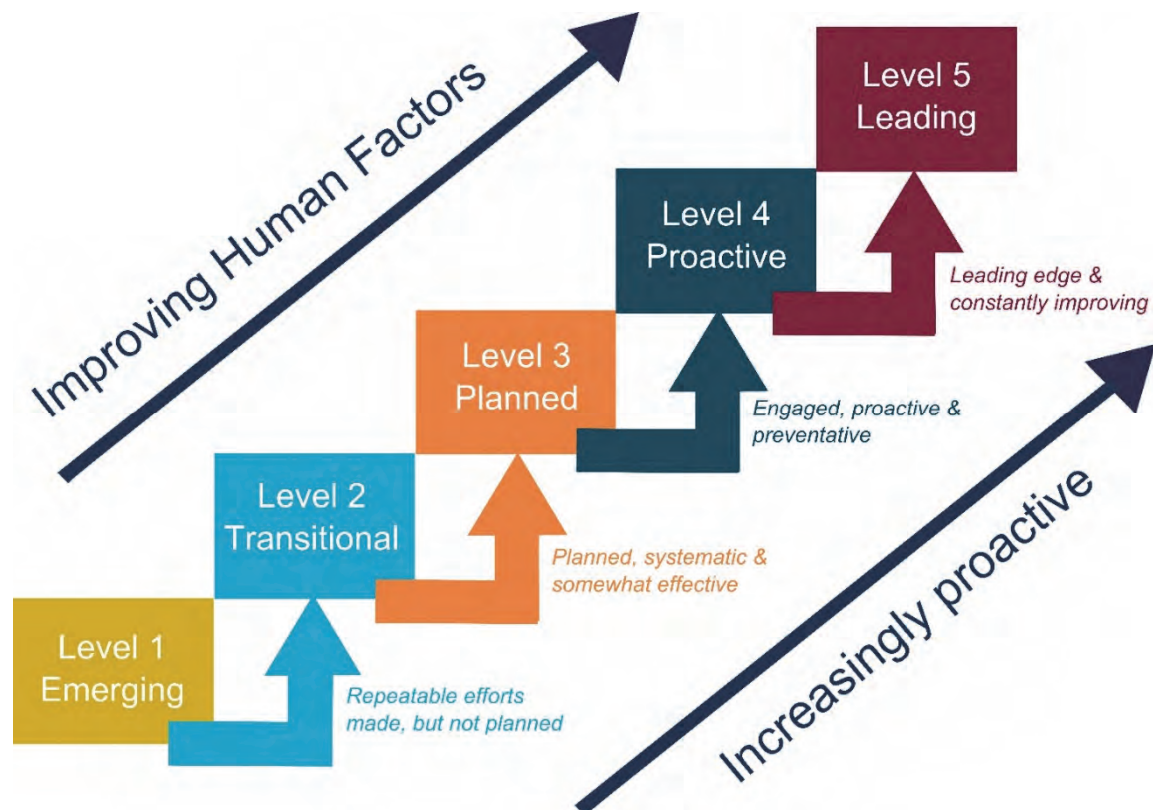 Improving Human Factors
Level 5
Leading
Level 4
Proactive
Leading edge &
constantly improving
Level 3
Planned
Engaged, proactive &
preventative
Level 2
Transitional
Planned, systematic &
somewhat effective
Level 1
Emerging
Repeatable efforts
made, but not planned
Increasingly proactive